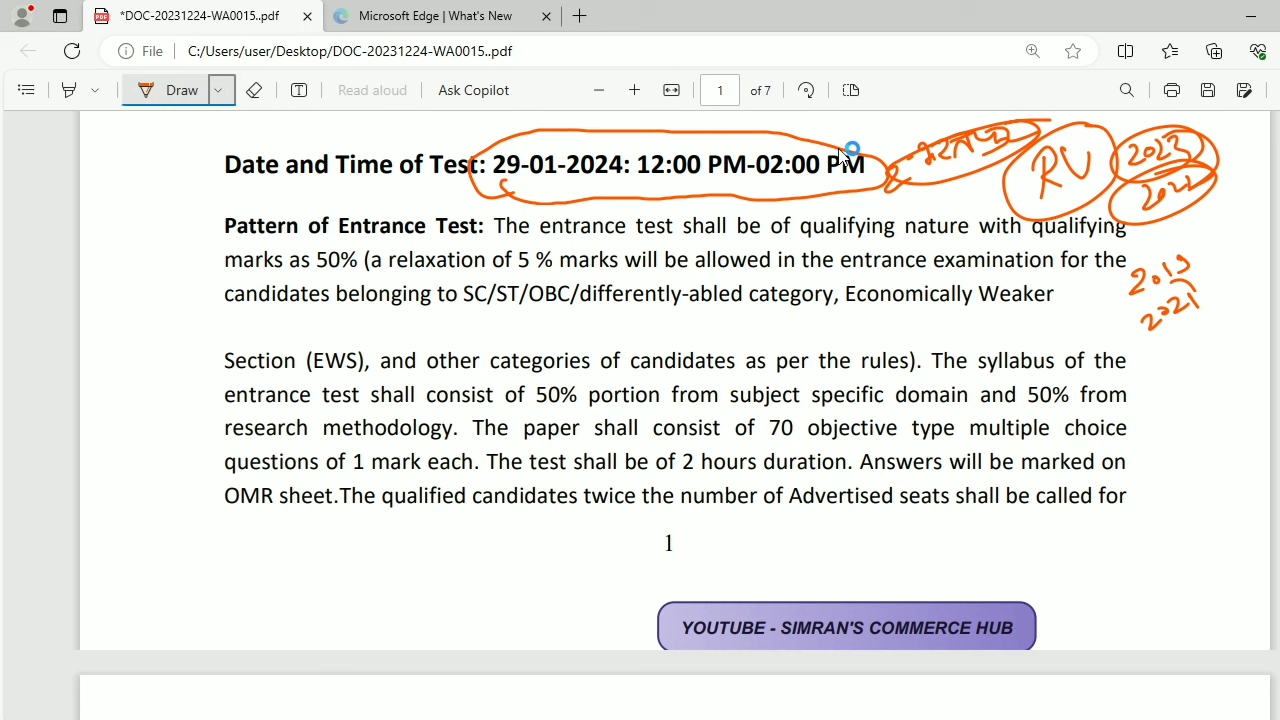 *DOC-20231224-WA0015..pdf
Microsoft Edge | What's New
File
C:/Users/user/Desktop/DOC-20231224-WA0015..pdf
Draw
Read aloud
Ask Copilot
1 of 7
Date and Time of Test: 29-01-2024: 12:00 PM-02:00 PM
RU
2023
2022
Pattern of Entrance Test: The entrance test shall be of qualifying nature with qualifying
marks as 50% (a relaxation of 5 % marks will be allowed in the entrance examination for the
2019
candidates belonging to SC/ST/OBC/differently-abled category, Economically Weaker
2021
Section (EWS), and other categories of candidates as per the rules). The syllabus of the
entrance test shall consist of 50% portion from subject specific domain and 50% from
research methodology. The paper shall consist of 70 objective type multiple choice
questions of 1 mark each. The test shall be of 2 hours duration. Answers will be marked on
OMR sheet.The qualified candidates twice the number of Advertised seats shall be called for
1
YOUTUBE - SIMRAN'S COMMERCE HUB